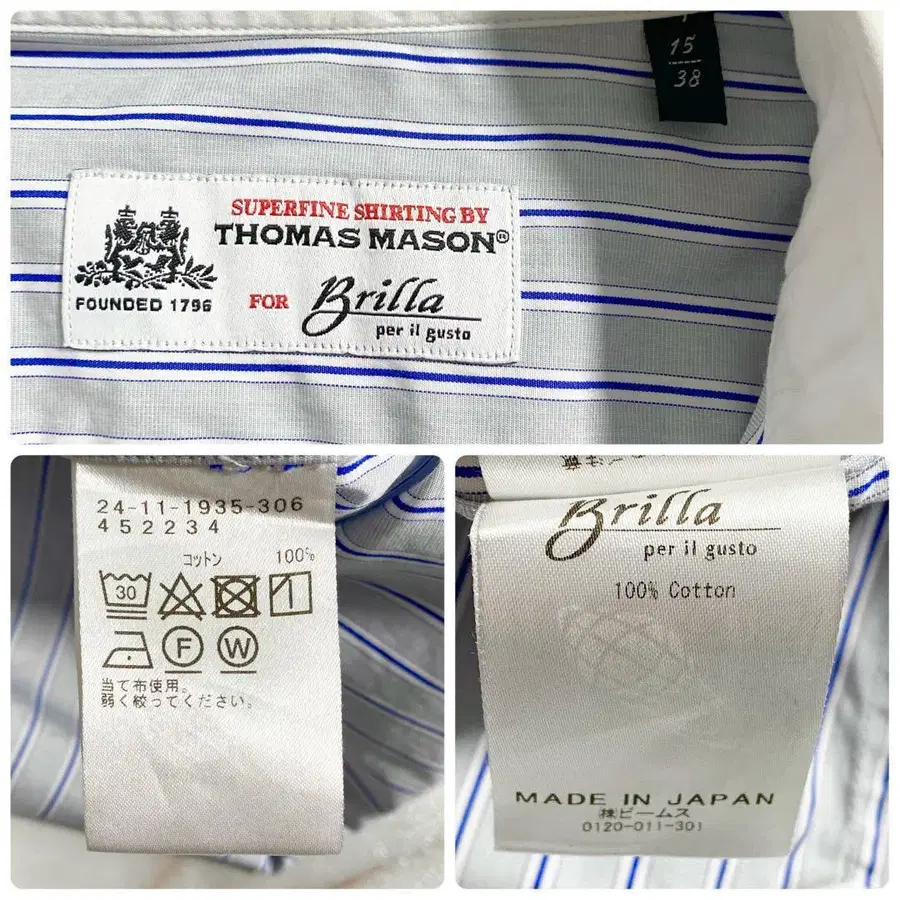 15
38
SUPERFINE SHIRTING BY
THOMAS MASON®
FOUNDED 1796
FOR Brilla
per il gusto
24-11-1935-306
452234
コットン 100%
30
F W
当て布使用。
弱く絞ってください。
Brilla
per il gusto
100% Cotton
MADE IN JAPAN
㈱ビームス
0120-011-301